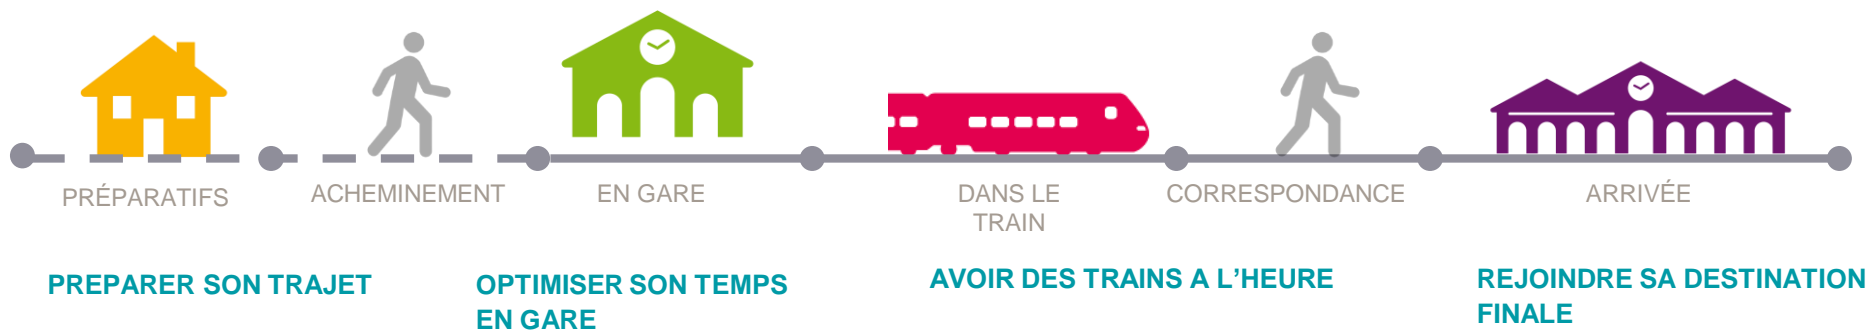 PRÉPARATIFS
ACHEMINEMENT
EN GARE
DANS LE
TRAIN
CORRESPONDANCE
ARRIVÉE
PREPARER SON TRAJET
OPTIMISER SON TEMPS
EN GARE
AVOIR DES TRAINS A L’HEURE
REJOINDRE SA DESTINATION
FINALE